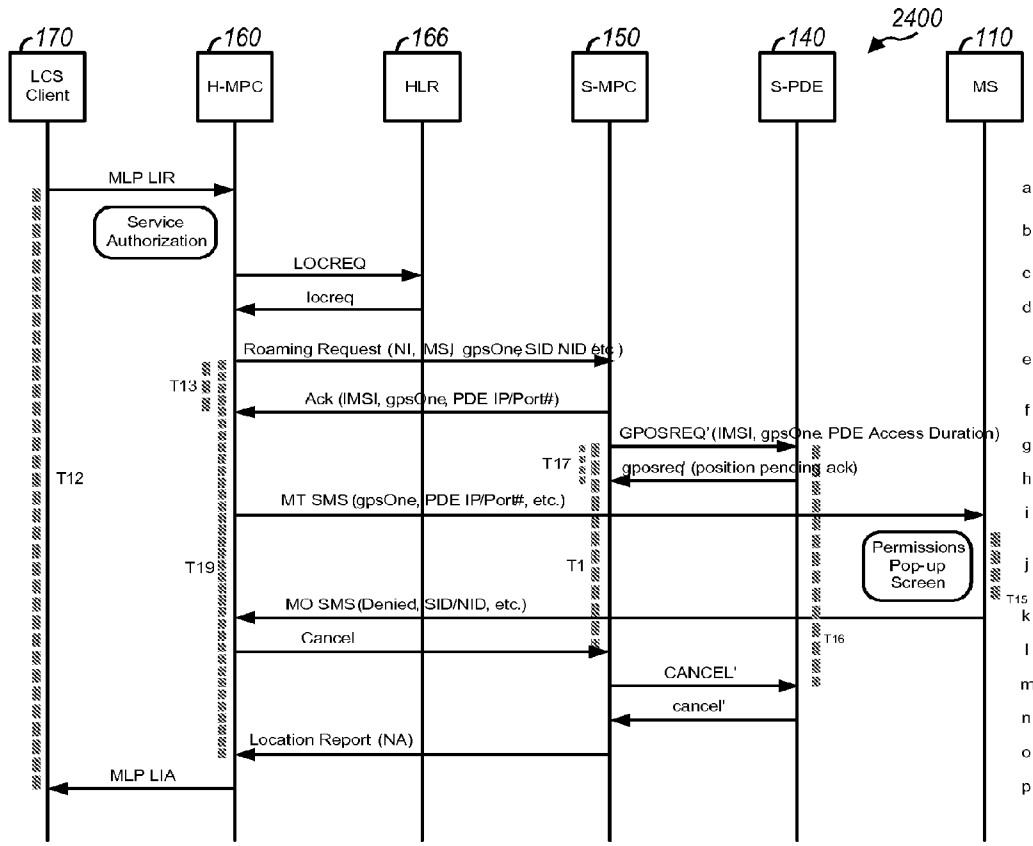 170
160
166
150
140
2400
110
LCS
Client
H-MPC
HLR
S-MPC
S-PDE
MS
MLP LIR
a
Service
Authorization
b
LOCREQ
c
locreq
d
Roaming Request (NI, IMSI, gpsOne, SID NID etc.)
e
T13
Ack (IMSI, gpsOne, PDE IP/Port#)
f
GPOSREQ' (IMSI, gpsOne. PDE Access Duration)
g
T17
gposreq' (position pending ack)
h
T12
MT SMS (gpsOne, PDE IP/Port#, etc.)
i
Permissions
Pop-up
Screen
T19
T1
j
T15
MO SMS (Denied, SID/NID, etc.)
k
Cancel
T16
l
CANCEL'
m
cancel'
n
Location Report (NA)
o
MLP LIA
p